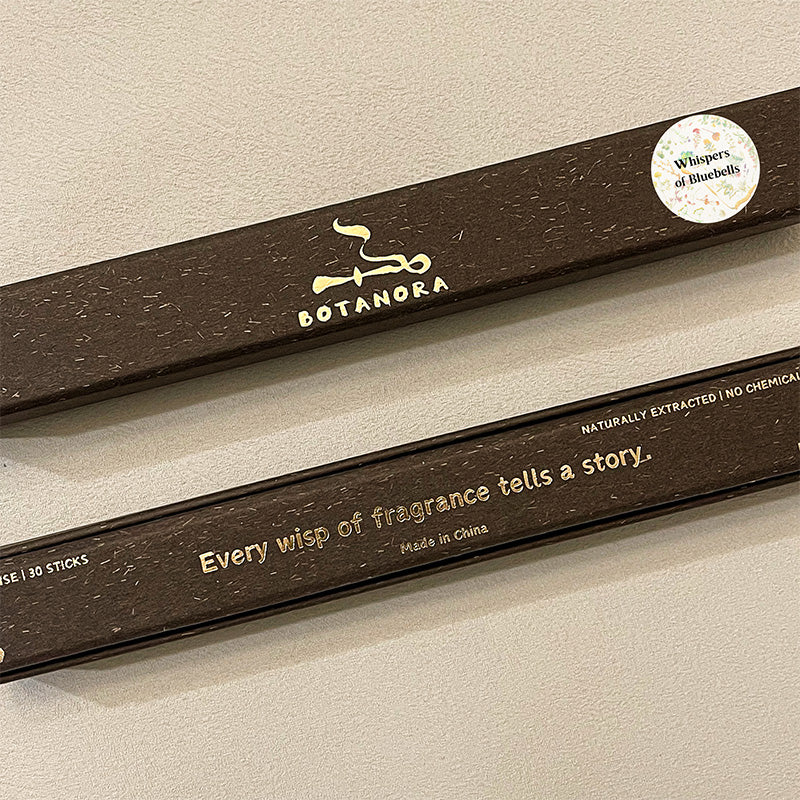 Whispers
of Bluebells
BOTANORA
NATURALLY EXTRACTED | NO CHEMICAL
Every wisp of fragrance tells a story.
Made in China
NSE | 30 STICKS